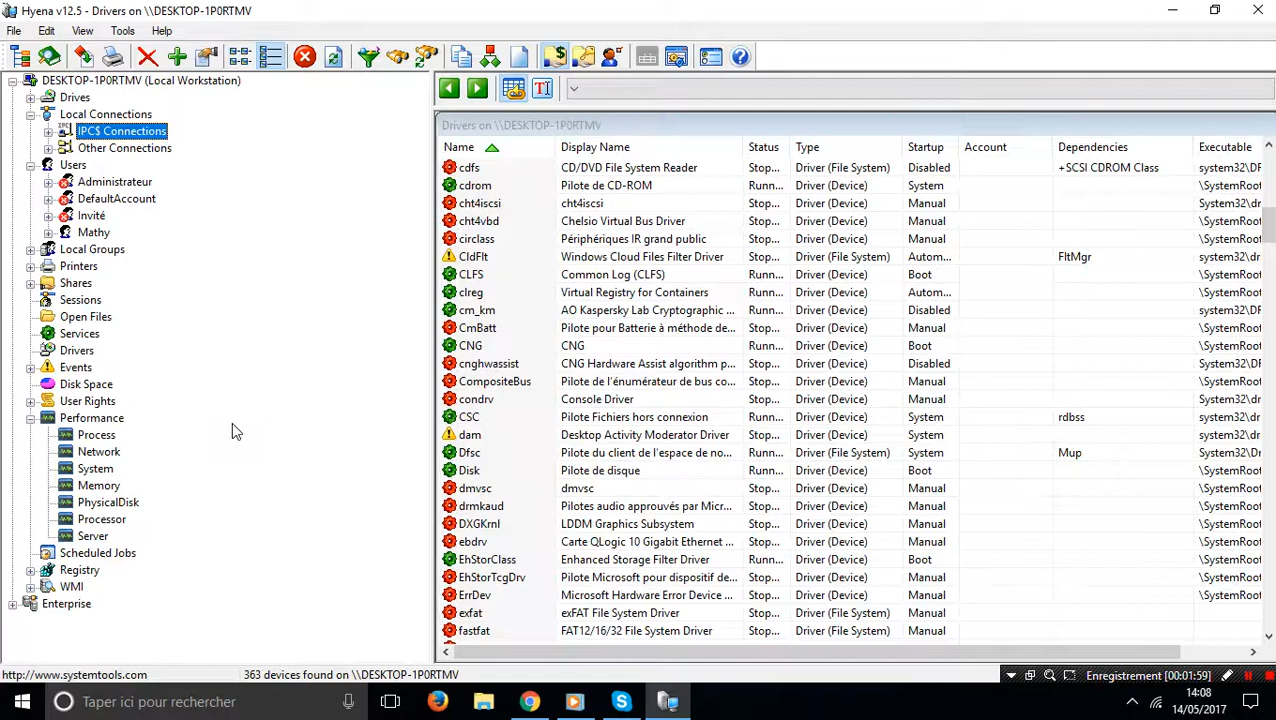 Hyena v12.5 - Drivers on \\DESKTOP-1P0RTMV
File Edit View Tools Help
DESKTOP-1P0RTMV (Local Workstation)
Drives
Local Connections
IPC$ Connections
Other Connections
Users
Administrateur
DefaultAccount
Invité
Mathy
Local Groups
Printers
Shares
Sessions
Open Files
Services
Drivers
Events
Disk Space
User Rights
Performance
Process
Network
System
Memory
PhysicalDisk
Processor
Server
Scheduled Jobs
Registry
WMI
Enterprise
Drivers on \\DESKTOP-1P0RTMV
Name Display Name Status Type Startup Account Dependencies Executable
cdfs CD/DVD File System Reader Stop... Driver (File System) Disabled +SCSI CDROM Class system32\DF
cdrom Pilote de CD-ROM Runn... Driver (Device) System \SystemRoot
cht4iscsi cht4iscsi Stop... Driver (Device) Manual System32\dr
cht4vbd Chelsio Virtual Bus Driver Stop... Driver (Device) Manual \SystemRoot
circlass Périphériques IR grand public Stop... Driver (Device) Manual \SystemRoot
CldFlt Windows Cloud Files Filter Driver Stop... Driver (File System) Autom... FltMgr system32\dr
CLFS Common Log (CLFS) Runn... Driver (Device) Boot System32\dr
clreg Virtual Registry for Containers Runn... Driver (Device) Autom... System32\dr
cm_km AO Kaspersky Lab Cryptographic ... Runn... Driver (Device) Disabled system32\DF
CmBatt Pilote pour Batterie à méthode de... Stop... Driver (Device) Manual \SystemRoot
CNG CNG Runn... Driver (Device) Boot System32\Dr
cnghwassist CNG Hardware Assist algorithm p... Stop... Driver (Device) Disabled System32\DF
CompositeBus Pilote de l'énumérateur de bus co... Stop... Driver (Device) Manual \SystemRoot
condrv Console Driver Runn... Driver (Device) Manual System32\dr
CSC Pilote Fichiers hors connexion Runn... Driver (Device) System rdbss system32\dr
dam Desktop Activity Moderator Driver Stop... Driver (Device) System system32\dr
Dfsc Pilote du client de l'espace de no... Runn... Driver (File System) System Mup System32\Dr
Disk Pilote de disque Runn... Driver (Device) Boot \SystemRoot
dmvsc dmvsc Stop... Driver (Device) Manual \SystemRoot
drmkaud Pilotes audio approuvés par Micr... Stop... Driver (Device) Manual \SystemRoot
DXGKrnl LDDM Graphics Subsystem Stop... Driver (Device) Manual \SystemRoot
ebdrv Carte QLogic 10 Gigabit Ethernet ... Stop... Driver (Device) Manual \SystemRoot
EhStorClass Enhanced Storage Filter Driver Runn... Driver (Device) Boot \SystemRoot
EhStorTcgDrv Pilote Microsoft pour dispositif de... Stop... Driver (Device) Manual \SystemRoot
ErrDev Microsoft Hardware Error Device ... Stop... Driver (Device) Manual \SystemRoot
exfat exFAT File System Driver Stop... Driver (File System) Manual
fastfat FAT12/16/32 File System Driver Stop... Driver (File System) Manual
http://www.systemtools.com 363 devices found on \\DESKTOP-1P0RTMV
Enregistrement [00:01:59]
Taper ici pour rechercher
14:08
14/05/2017